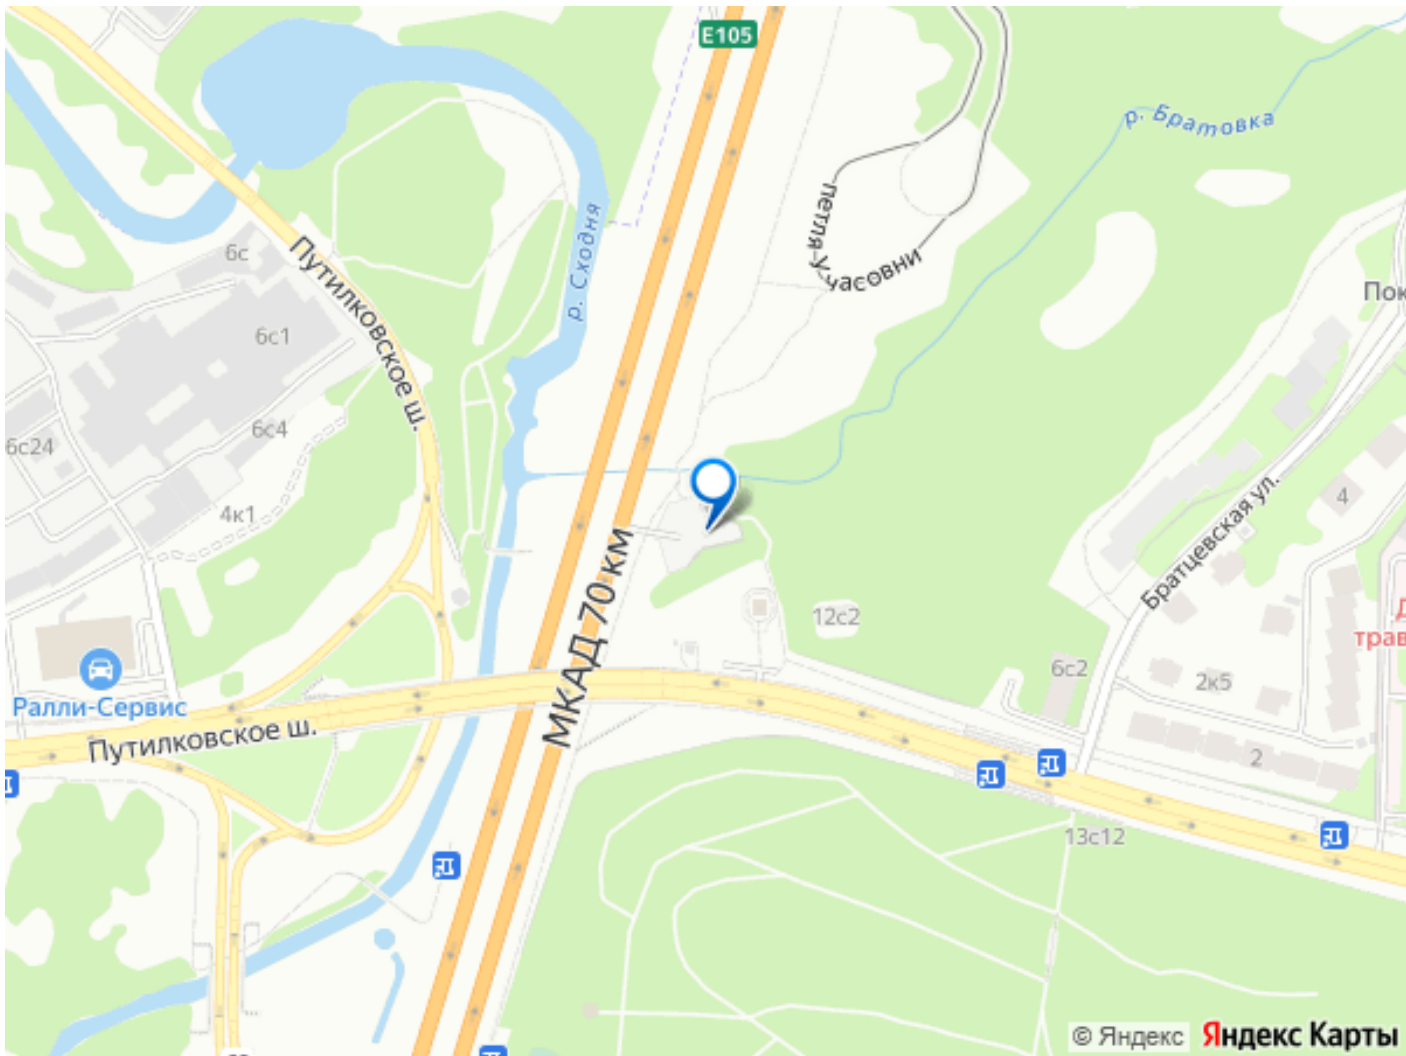 E105
р. Братовка
6с
Путилковское ш.
р. Сходня
петля-у-часовни
Пок
6с1
6с4
6с24
4к1
4
Братцевская ул.
МКАД 70 км
12с2
Д
трав
6с2
2к5
Ралли-Сервис
Путилковское ш.
2
13с12
© Яндекс
Яндекс Карты